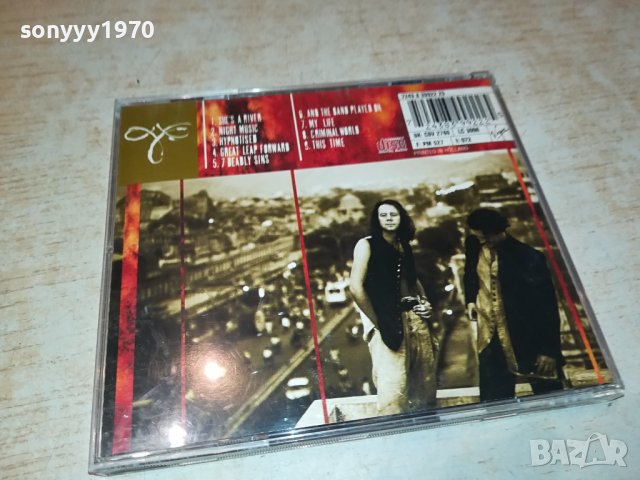 sonyyy1970
1. SHE'S A RIVER
2. NIGHT MUSIC
3. HYPNOTISED
4. GREAT LEAP FORWARD
5. 7 DEADLY SINS
6. AND THE BAND PLAYED ON
7. MY LIFE
8. CRIMINAL WORLD
9. THIS TIME
PRINTED IN HOLLAND
BAZAR